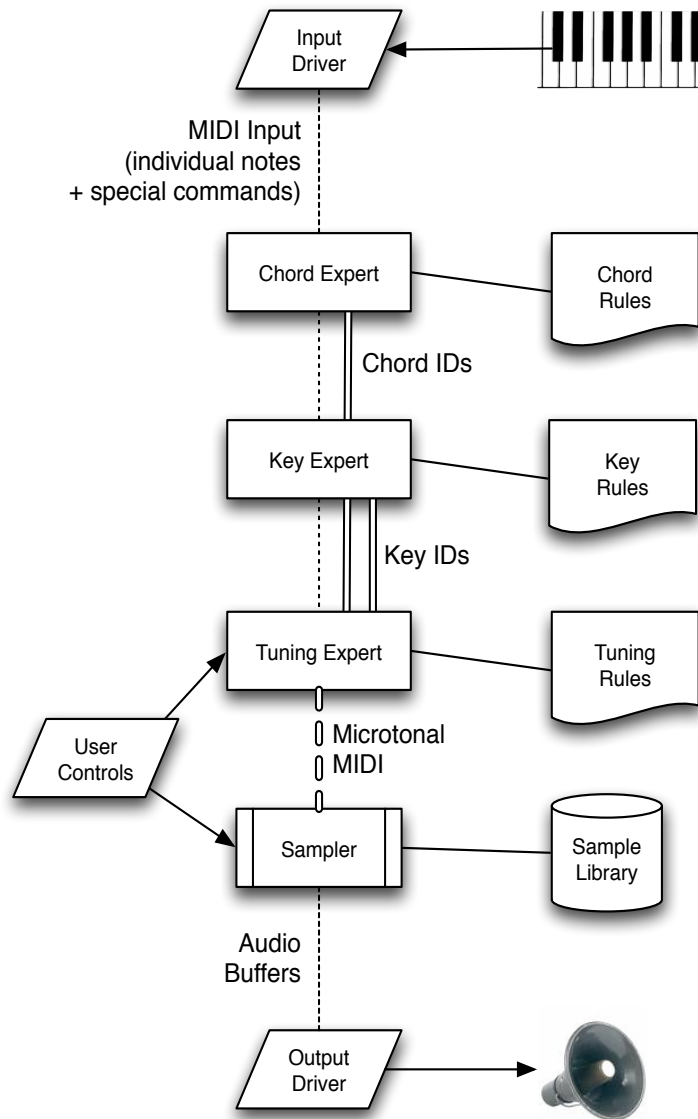 Input
Driver
MIDI Input
(individual notes
+ special commands)
Chord Expert
Chord
Rules
Chord IDs
Key Expert
Key
Rules
Key IDs
Tuning Expert
Tuning
Rules
User
Controls
Microtonal
MIDI
Sampler
Sample
Library
Audio
Buffers
Output
Driver